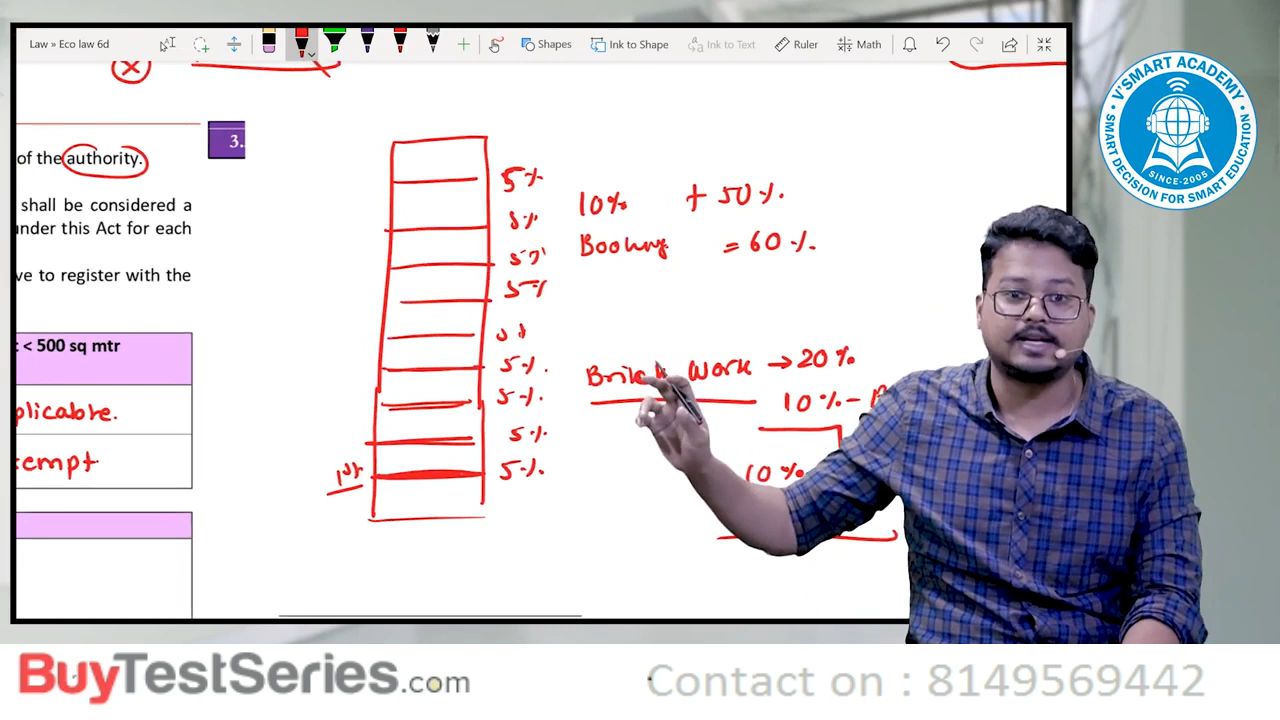 Law » Eco law 6d
Shapes
Ink to Shape
Ink to Text
Ruler
Math
V'SMART ACADEMY
SMART DECISION FOR SMART EDUCATION
SINCE-2005
of the authority.
3.
shall be considered a
under this Act for each
ve to register with the
t < 500 sq mtr
plicable.
empt
5%
5%
5%
5%
5%
5%
5%
5%
5%
1st
10% + 50%
Booking = 60%
Brick Work → 20%
10% -
10%
BuyTestSeries.com
Contact on : 8149569442